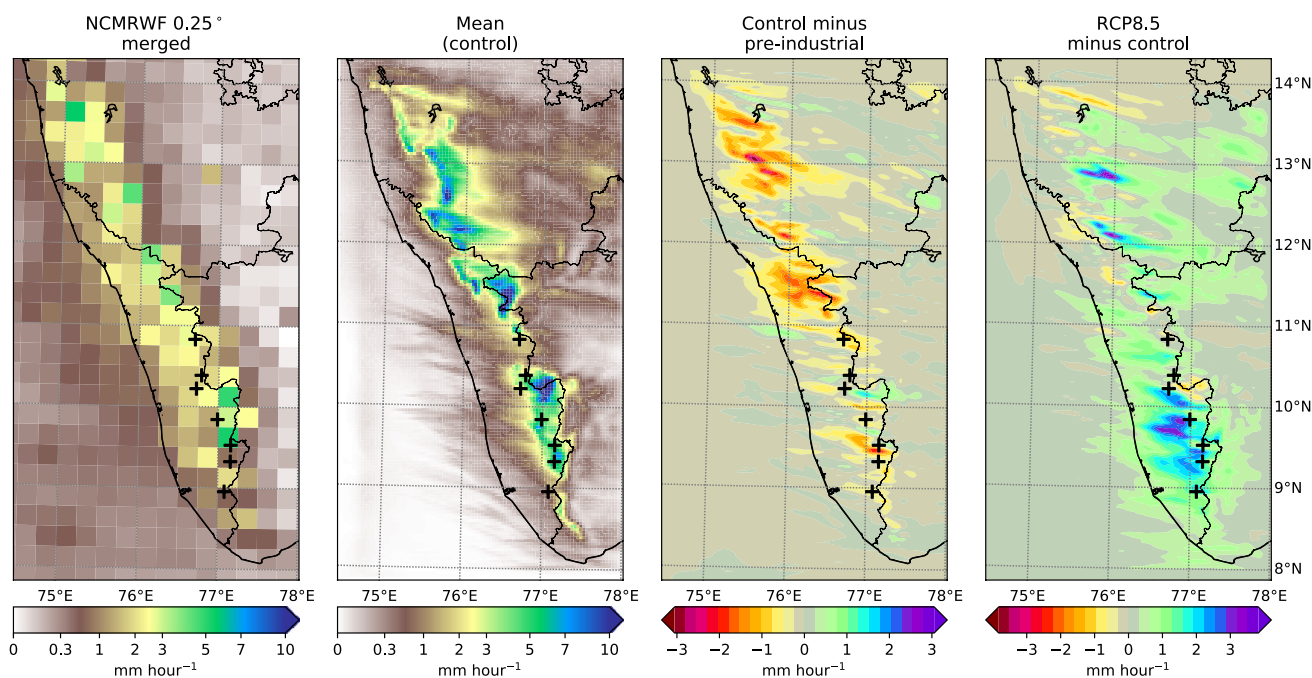 NCMRWF 0.25°
merged
Mean
(control)
Control minus
pre-industrial
RCP8.5
minus control
14°N
13°N
12°N
11°N
10°N
9°N
8°N
75°E 76°E 77°E 78°E
75°E 76°E 77°E 78°E
75°E 76°E 77°E 78°E
75°E 76°E 77°E 78°E
0 0.3 1 2 3 5 7 10
mm hour⁻¹
0 0.3 1 2 3 5 7 10
mm hour⁻¹
−3 −2 −1 0 1 2 3
mm hour⁻¹
−3 −2 −1 0 1 2 3
mm hour⁻¹